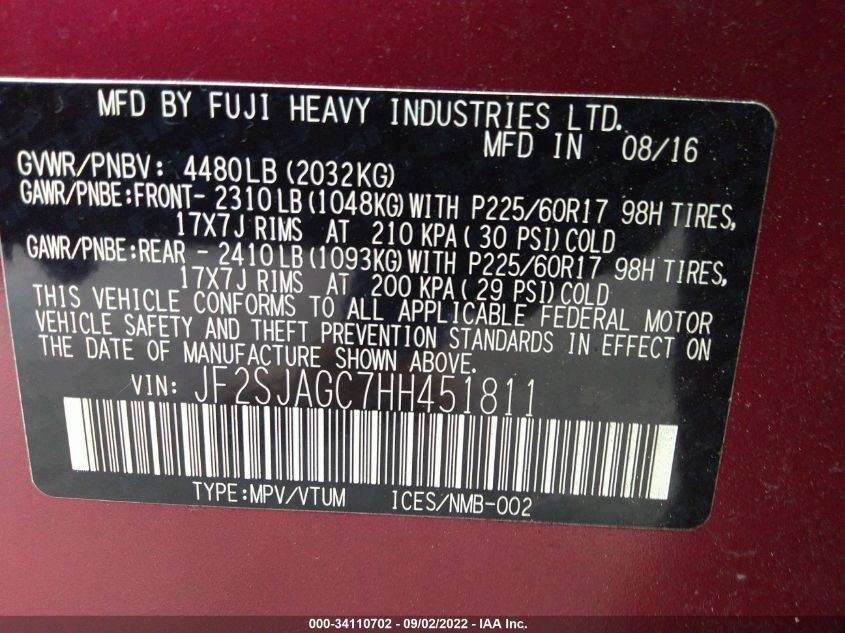 MFD BY FUJI HEAVY INDUSTRIES LTD.
MFD IN 08/16
GVWR/PNBV: 4480LB (2032KG)
GAWR/PNBE:FRONT- 2310 LB (1048KG) WITH P225/60R17 98H TIRES,
17X7J RIMS AT 210 KPA ( 30 PSI) COLD
GAWR/PNBE:REAR - 2410 LB (1093KG) WITH P225/60R17 98H TIRES,
17X7J RIMS AT 200 KPA ( 29 PSI) COLD
THIS VEHICLE CONFORMS TO ALL APPLICABLE FEDERAL MOTOR
VEHICLE SAFETY AND THEFT PREVENTION STANDARDS IN EFFECT ON
THE DATE OF MANUFACTURE SHOWN ABOVE.
VIN: JF2SJAGC7HH451811
TYPE:MPV/VTUM ICES/NMB-002
000-34110702 - 09/02/2022 - IAA Inc.